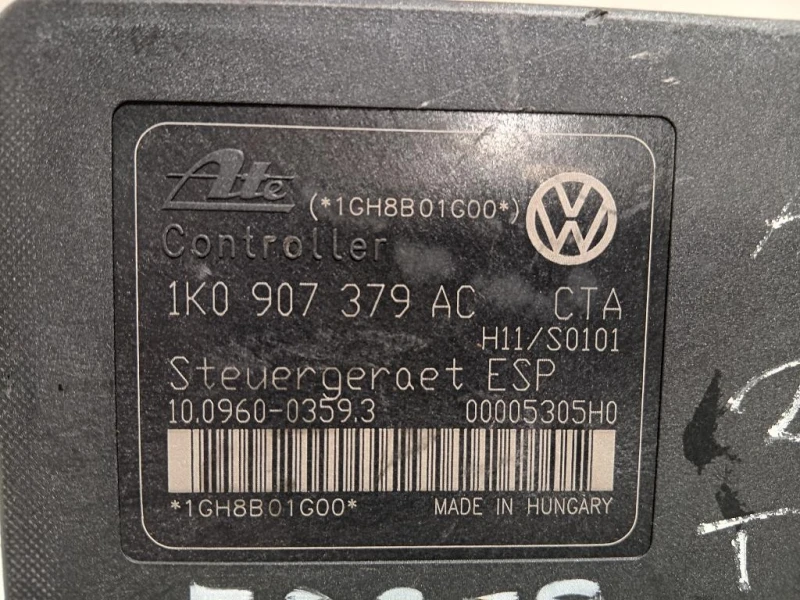 Ate
(*1GH8B01G00*)
Controller
1K0 907 379 AC CTA
H11/S0101
Steuergeraet ESP
10.0960-0359.3 00005305H0
*1GH8B01G00* MADE IN HUNGARY